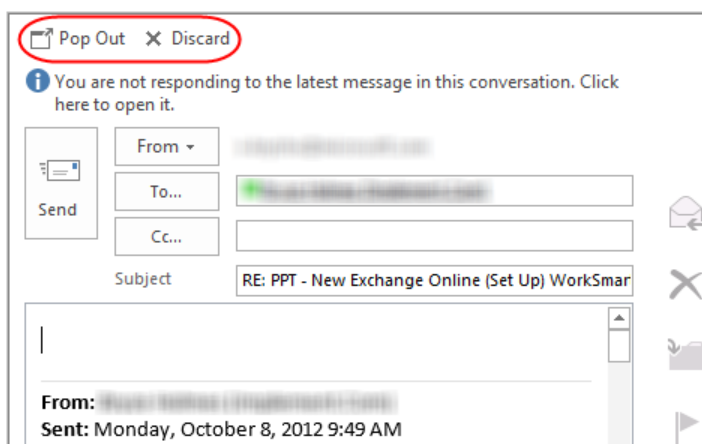 Pop Out Discard
You are not responding to the latest message in this conversation. Click
here to open it.
From
To...
Send
Cc...
Subject RE: PPT - New Exchange Online (Set Up) WorkSmar
From:
Sent: Monday, October 8, 2012 9:49 AM